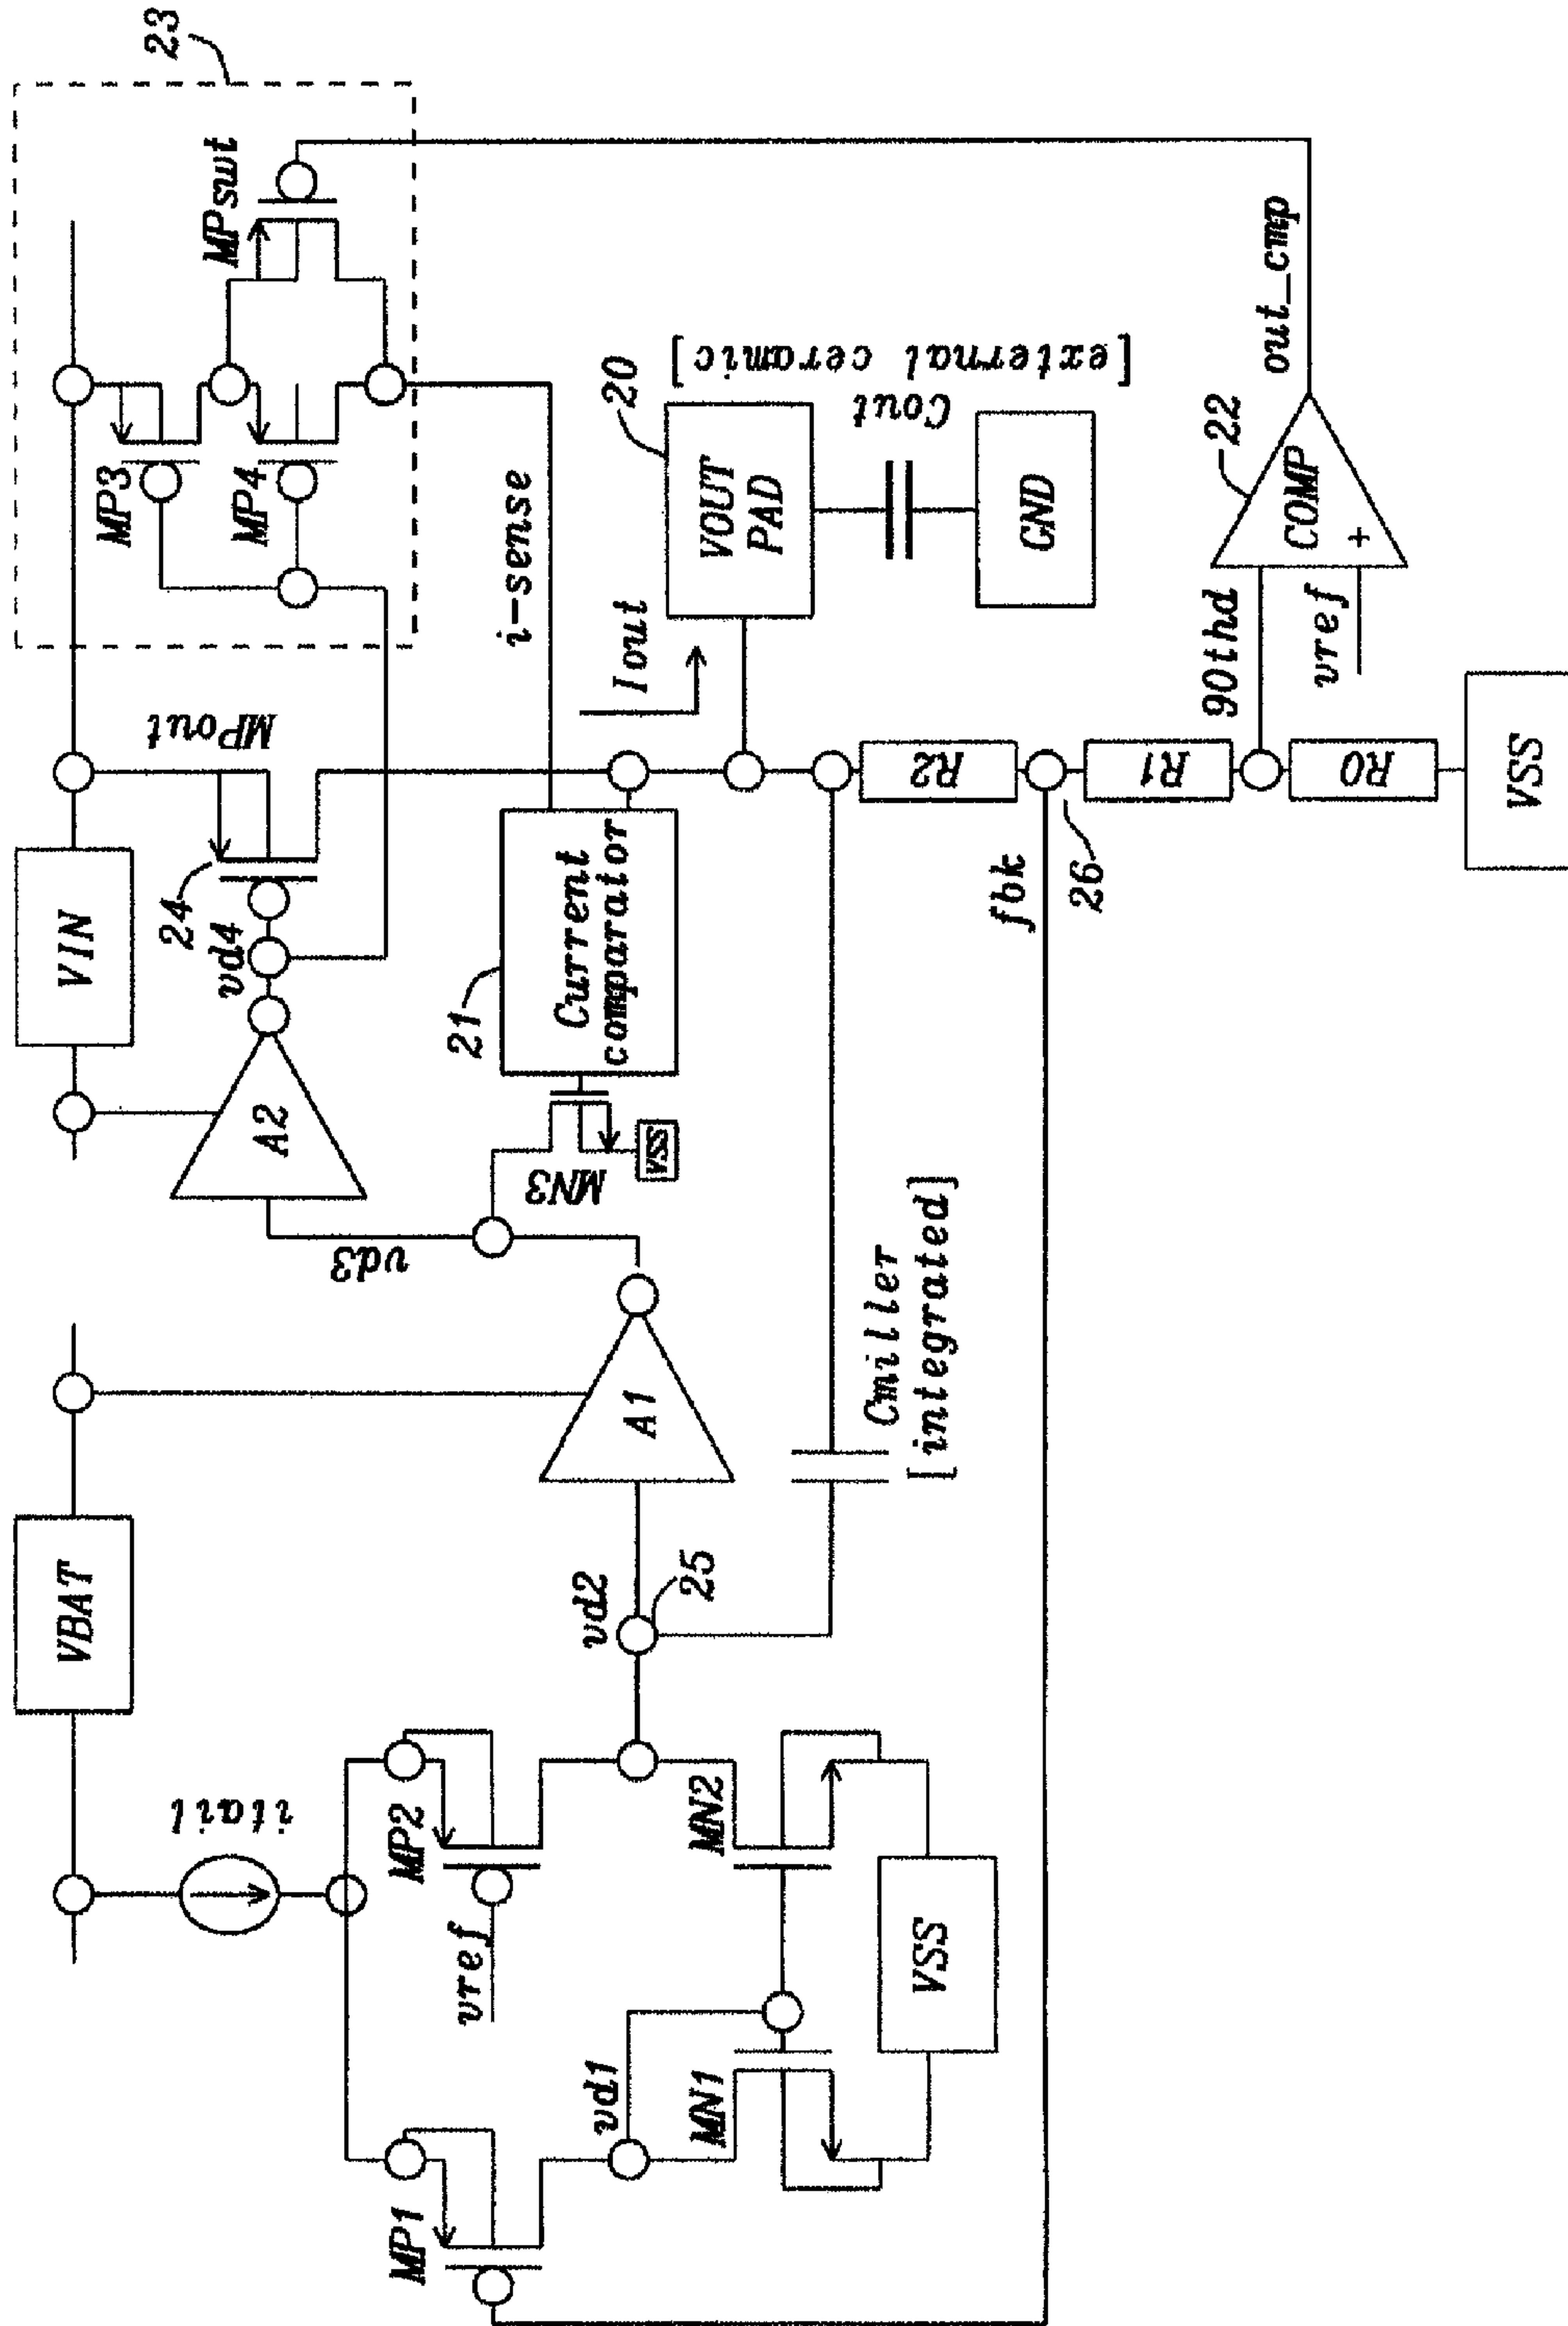 VBAT
VIN
23
itail
MPout
MP3
MPswt
24
vd4
A2
MP4
MP1
MP2
vref
vd3
21
Current
comparator
i-sense
MN3
VSS
vd1
vd2
A1
25
Iout
20
VOUT
PAD
Cout
[external ceramic]
GND
MN1
MN2
Cmiller
[integrated]
R2
VSS
fbk
26
R1
90thd
vref
COMP
+
22
out_cmp
R0
VSS